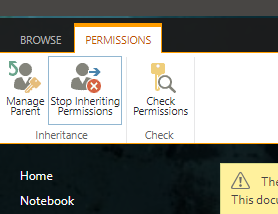 BROWSE PERMISSIONS
Manage Parent
Stop Inheriting Permissions
Check Permissions
Inheritance Check
Home
The
Notebook
This docu